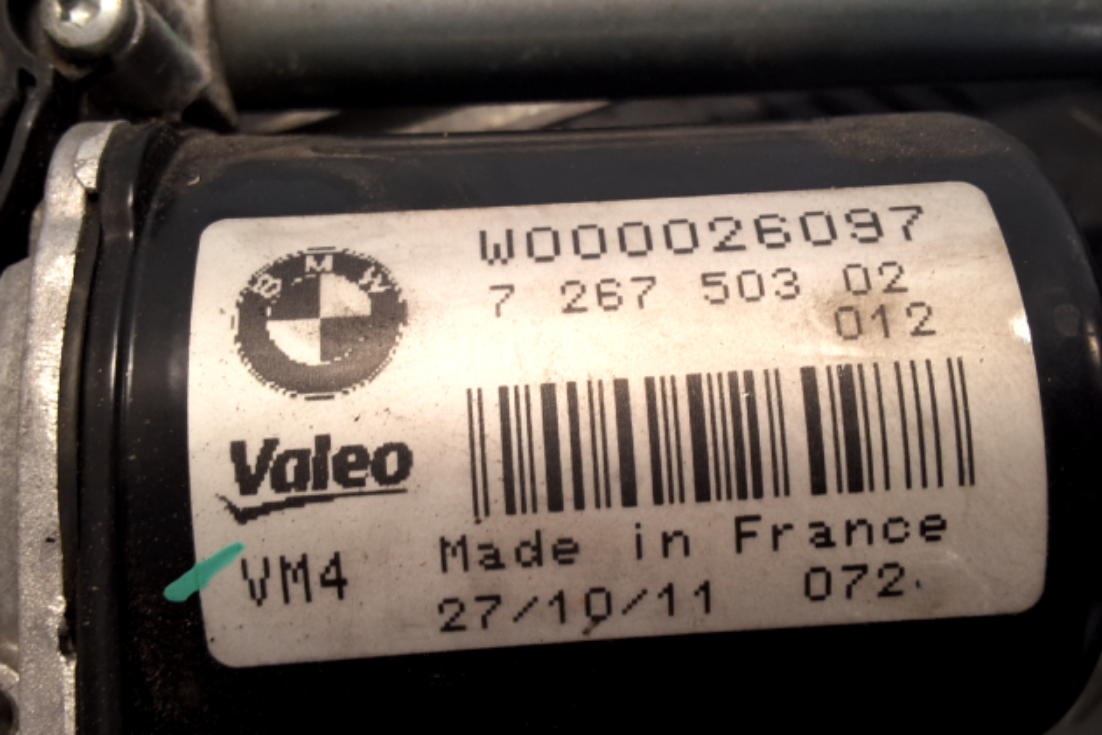 BMW
W000026097
7 267 503 02
012
Valeo
Made in France
VM4
27/10/11 072